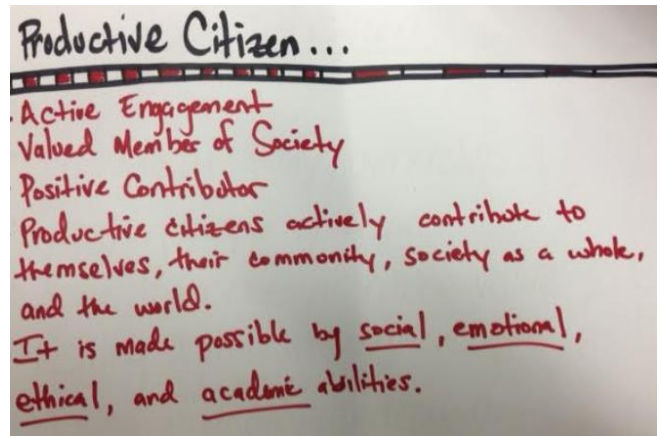 Productive Citizen...
· Active Engagement
Valued Member of Society
Positive Contributor
Productive citizens actively contribute to
themselves, their community, society as a whole,
and the world.
It is made possible by social, emotional,
ethical, and academic abilities.